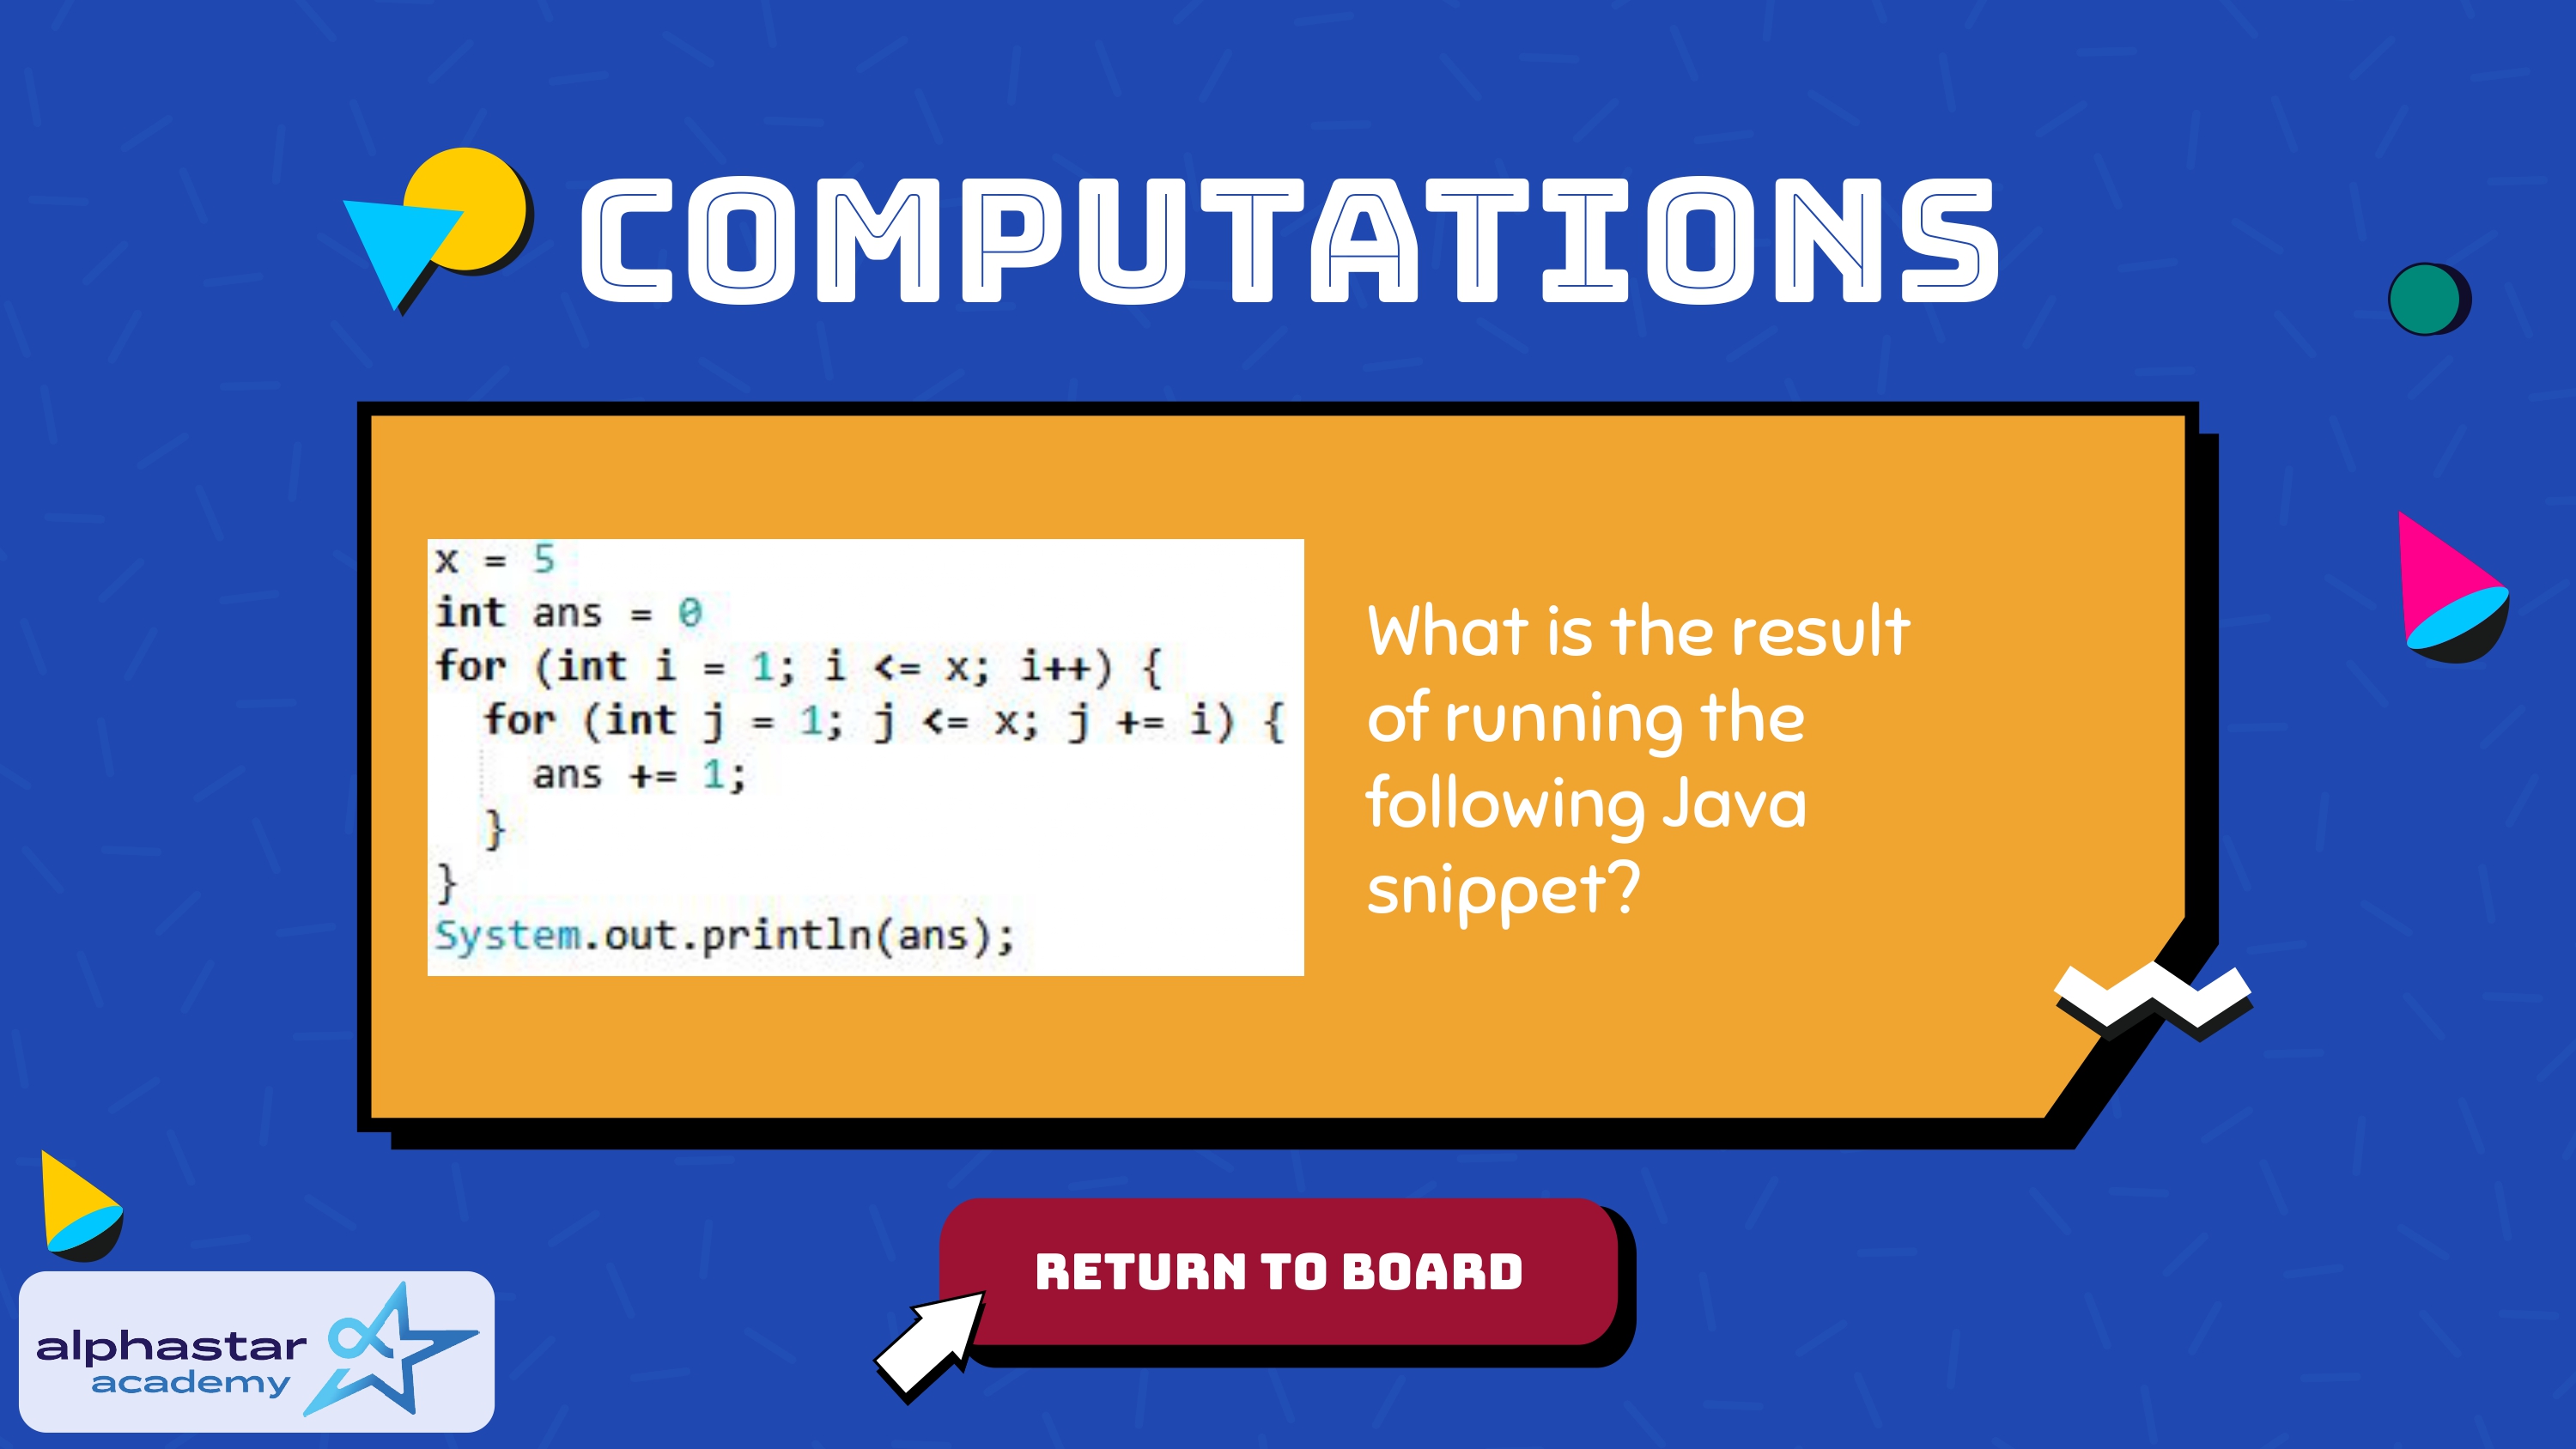 COMPUTATIONS
x = 5
int ans = 0
for (int i = 1; i <= x; i++) {
for (int j = 1; j <= x; j += i) {
ans += 1;
}
}
System.out.println(ans);
What is the result
of running the
following Java
snippet?
RETURN TO BOARD
alphastar
academy